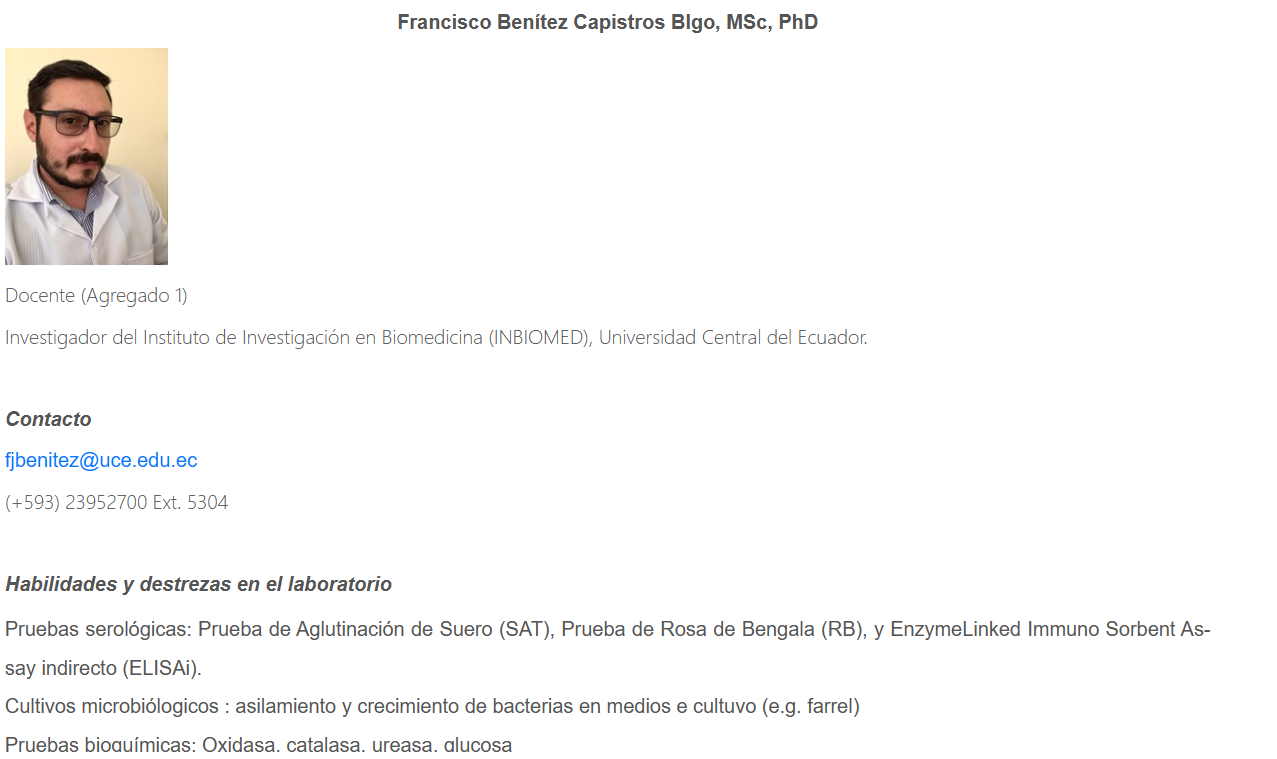 Francisco Benítez Capistros Blgo, MSc, PhD
Docente (Agregado 1)
Investigador del Instituto de Investigación en Biomedicina (INBIOMED), Universidad Central del Ecuador.
Contacto
fjbenitez@uce.edu.ec
(+593) 23952700 Ext. 5304
Habilidades y destrezas en el laboratorio
Pruebas serológicas: Prueba de Aglutinación de Suero (SAT), Prueba de Rosa de Bengala (RB), y EnzymeLinked Immuno Sorbent As-
say indirecto (ELISAi).
Cultivos microbiólogicos : asilamiento y crecimiento de bacterias en medios e cultuvo (e.g. farrel)
Pruebas bioquímicas: Oxidasa, catalasa, ureasa, glucosa